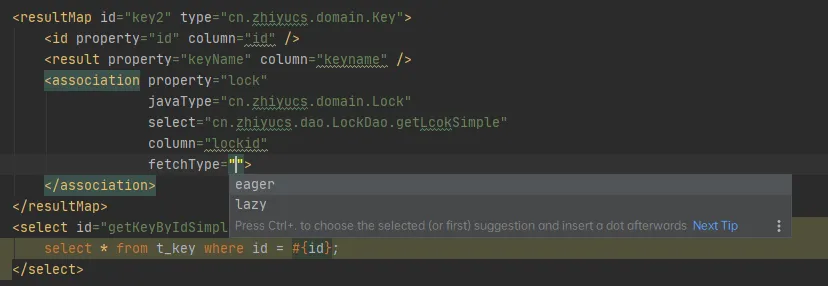 <resultMap id="key2" type="cn.zhiyucs.domain.Key">
<id property="id" column="id" />
<result property="keyName" column="keyname" />
<association property="lock"
javaType="cn.zhiyucs.domain.Lock"
select="cn.zhiyucs.dao.LockDao.getLcokSimple"
column="lockid"
fetchType="">
eager
</association>
lazy
</resultMap>
Press Ctrl+. to choose the selected (or first) suggestion and insert a dot afterwards Next Tip
<select id="getKeyByIdSimpl
select * from t_key where id = #{id};
</select>